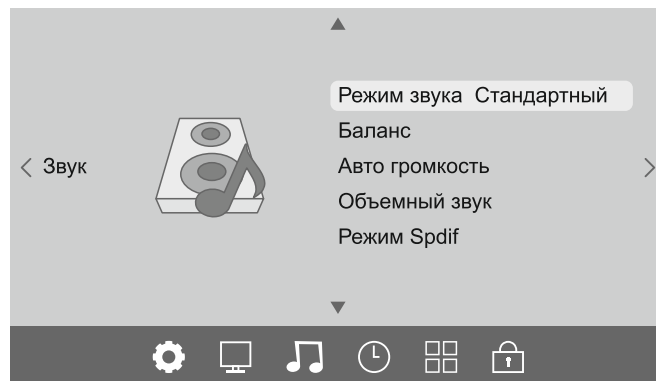 Режим звука Стандартный
Баланс
Звук
Авто громкость
Объемный звук
Режим Spdif